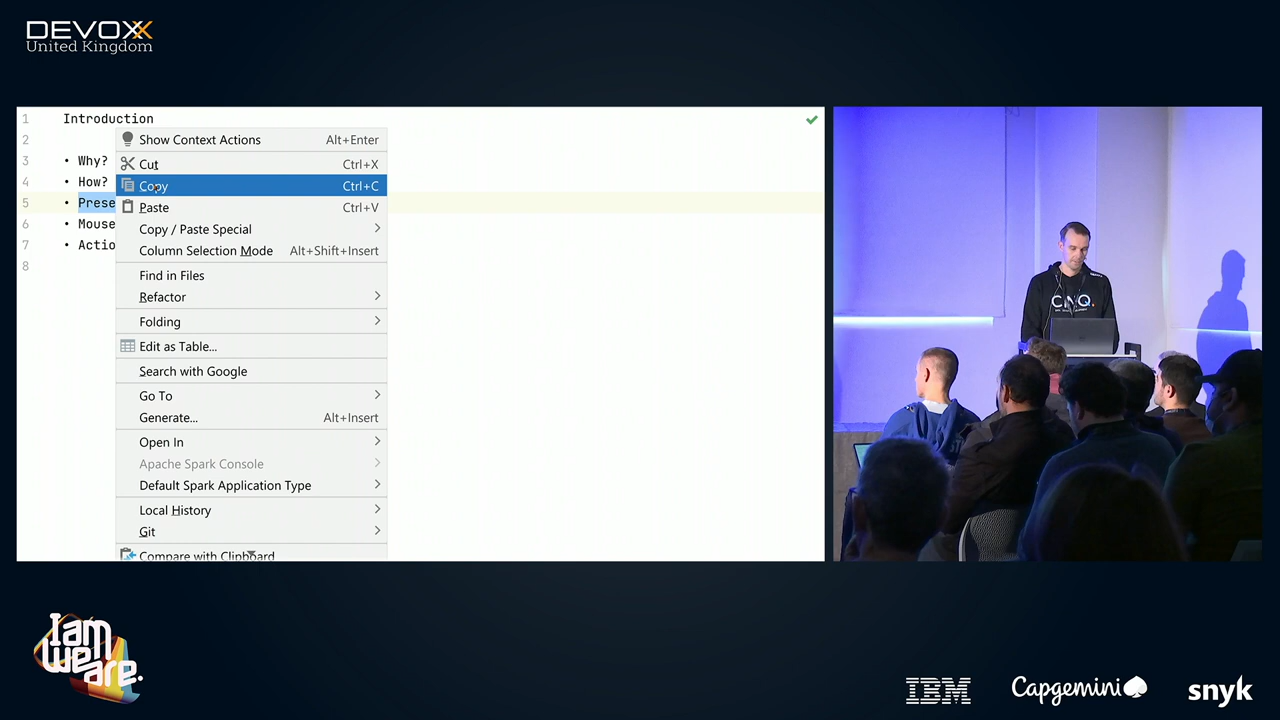 DEVOXX
United Kingdom
1 Introduction
2
3 • Why?
4 • How?
5 • Prese
6 • Mouse
7 • Actio
8
Show Context Actions Alt+Enter
Cut Ctrl+X
Copy Ctrl+C
Paste Ctrl+V
Copy / Paste Special
Column Selection Mode Alt+Shift+Insert
Find in Files
Refactor
Folding
Edit as Table...
Search with Google
Go To
Generate... Alt+Insert
Open In
Apache Spark Console
Default Spark Application Type
Local History
Git
Compare with Clipboard
I am
We are.
IBM
Capgemini
snyk